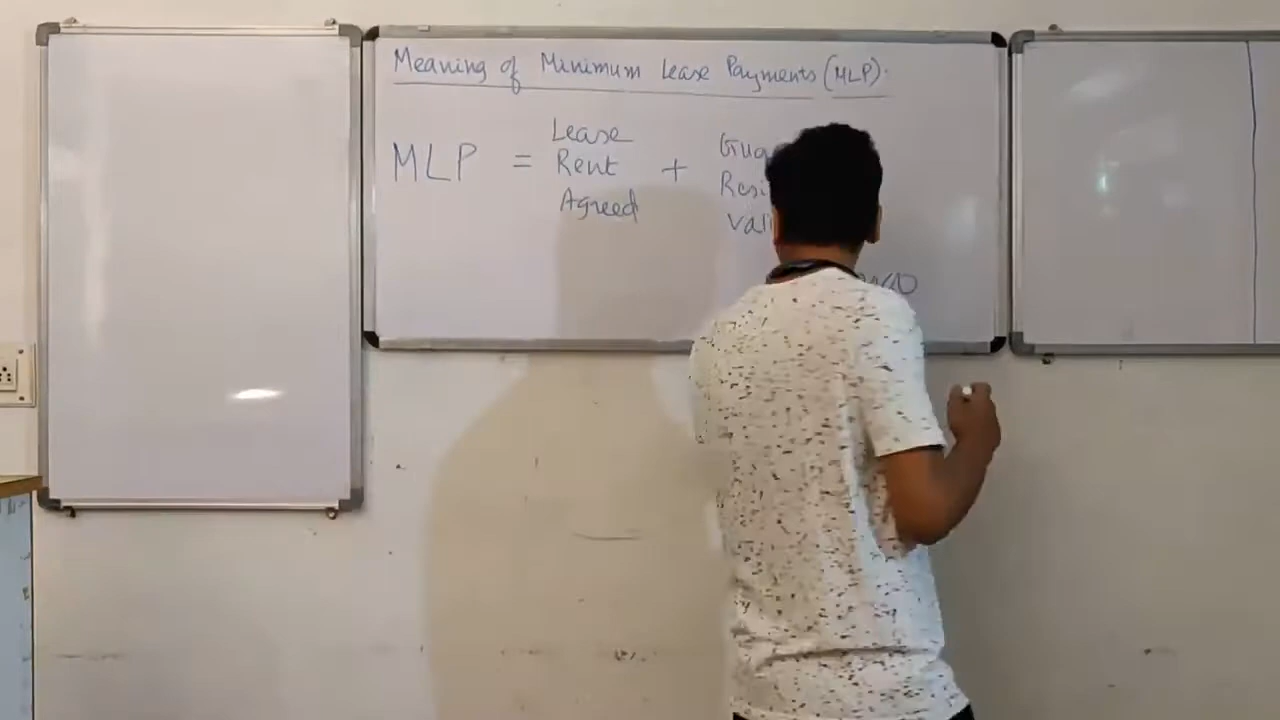 Meaning of Minimum Lease Payments (MLP).
MLP = Lease Rent Agreed +